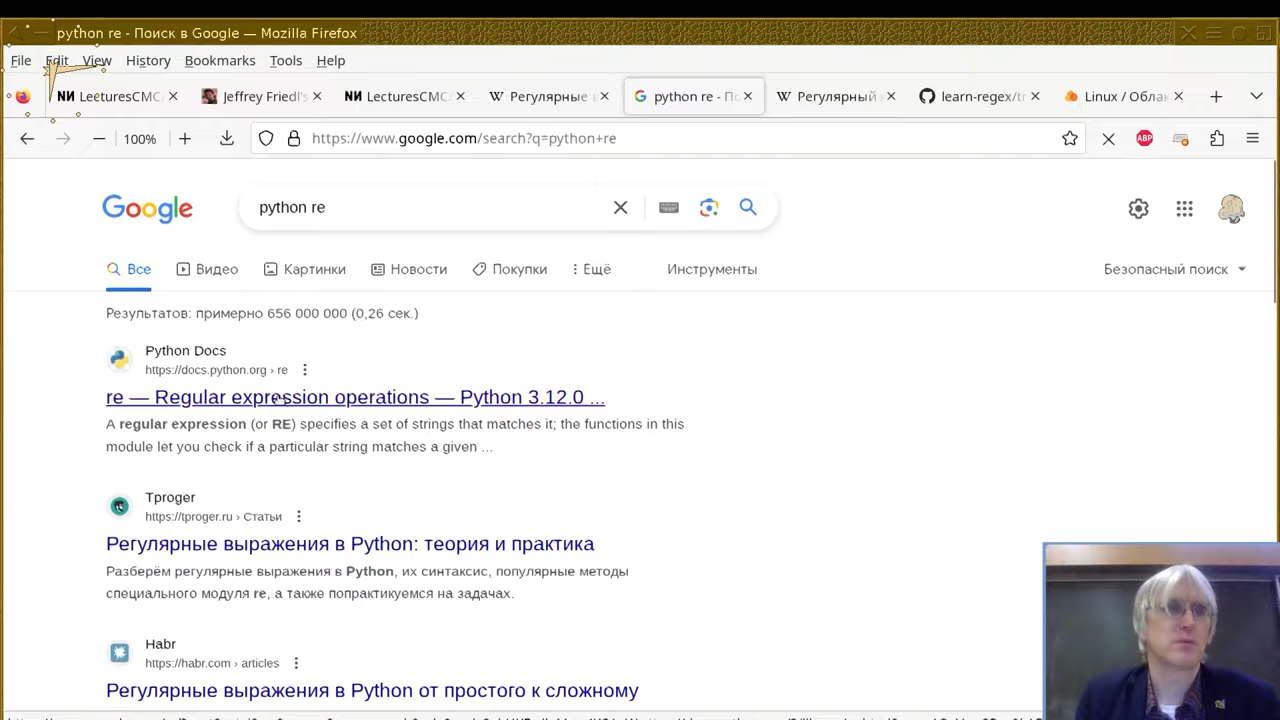 python re - Поиск в Google — Mozilla Firefox
File Edit View History Bookmarks Tools Help
LecturesCMC
Jeffrey Friedl's
LecturesCMC
Регулярные в
python re - По
Регулярный
learn-regex/tr
Linux / Облак
100%
https://www.google.com/search?q=python+re
ABP
Google
python re
Все
Видео
Картинки
Новости
Покупки
Ещё
Инструменты
Безопасный поиск
Результатов: примерно 656 000 000 (0,26 сек.)
Python Docs
https://docs.python.org › re
re — Regular expression operations — Python 3.12.0 ...
A regular expression (or RE) specifies a set of strings that matches it; the functions in this
module let you check if a particular string matches a given ...
Tproger
https://tproger.ru › Статьи
Регулярные выражения в Python: теория и практика
Разберём регулярные выражения в Python, их синтаксис, популярные методы
специального модуля re, а также попрактикуемся на задачах.
Habr
https://habr.com › articles
Регулярные выражения в Python от простого к сложному